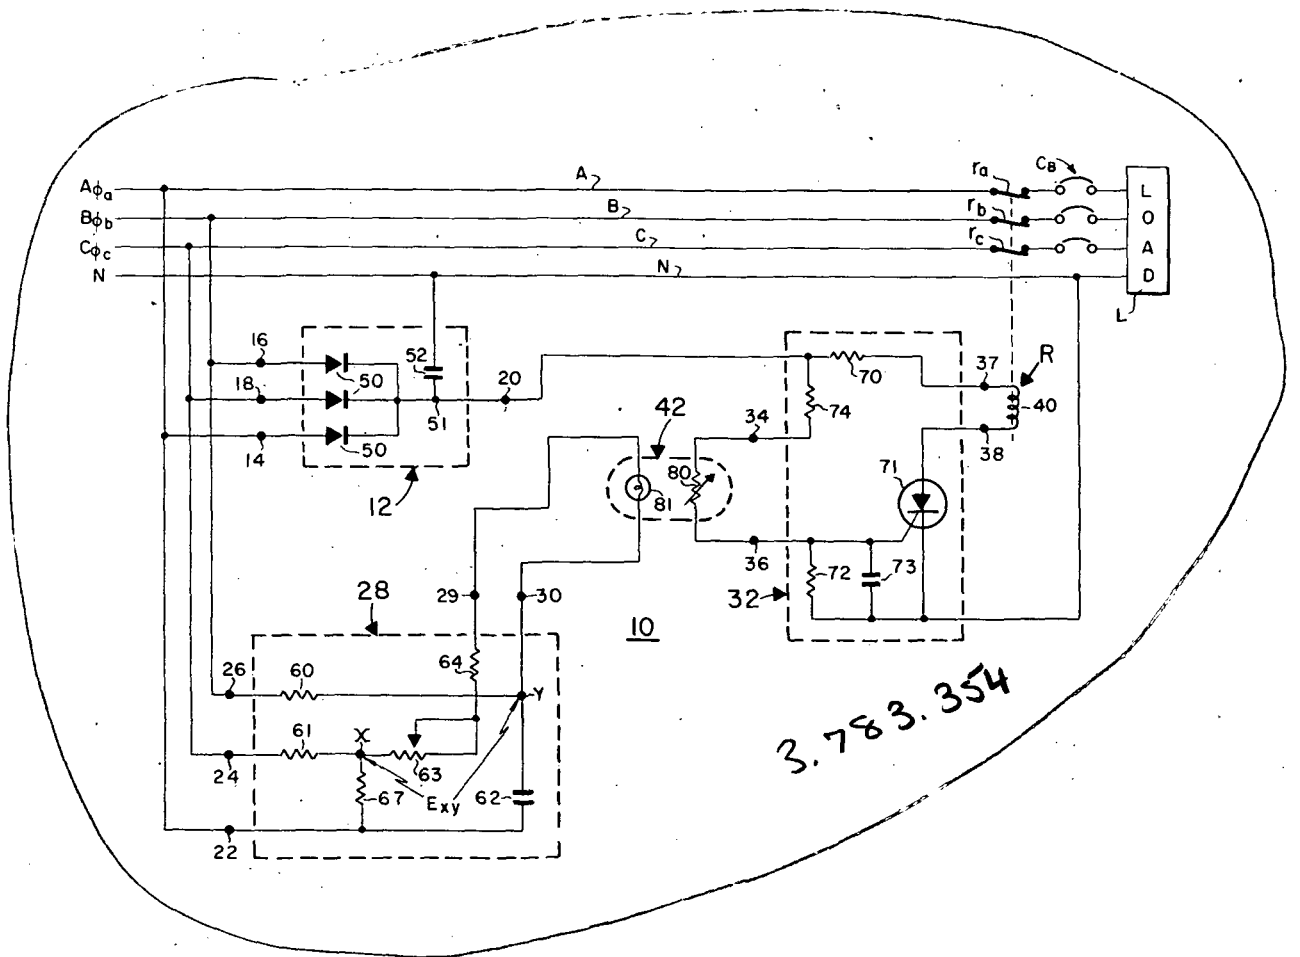 Aϕa A ra CB L
Bϕb B rb O
Cϕc C rc A
N N D
L
16 50 52 20 70 37 R
18 51 74 40
14 50 42 34 38
12 80 81 71
36
28 29 30 72 73
32
10
26 60 64 Y
61 X 63
24 67 Exy 62
22
3.783.354